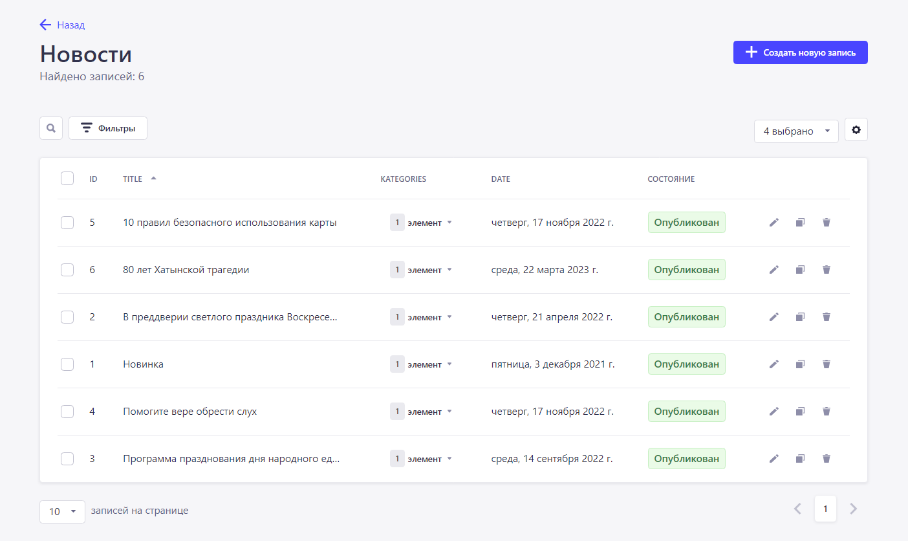 Назад
Новости
Найдено записей: 6
Создать новую запись
Фильтры
4 выбрано
ID TITLE KATEGORIES DATE СОСТОЯНИЕ
5 10 правил безопасного использования карты 1 элемент четверг, 17 ноября 2022 г. Опубликован
6 80 лет Хатынской трагедии 1 элемент среда, 22 марта 2023 г. Опубликован
2 В преддверии светлого праздника Воскресе... 1 элемент четверг, 21 апреля 2022 г. Опубликован
1 Новинка 1 элемент пятница, 3 декабря 2021 г. Опубликован
4 Помогите вере обрести слух 1 элемент четверг, 17 ноября 2022 г. Опубликован
3 Программа празднования дня народного ед... 1 элемент среда, 14 сентября 2022 г. Опубликован
10 записей на странице
1